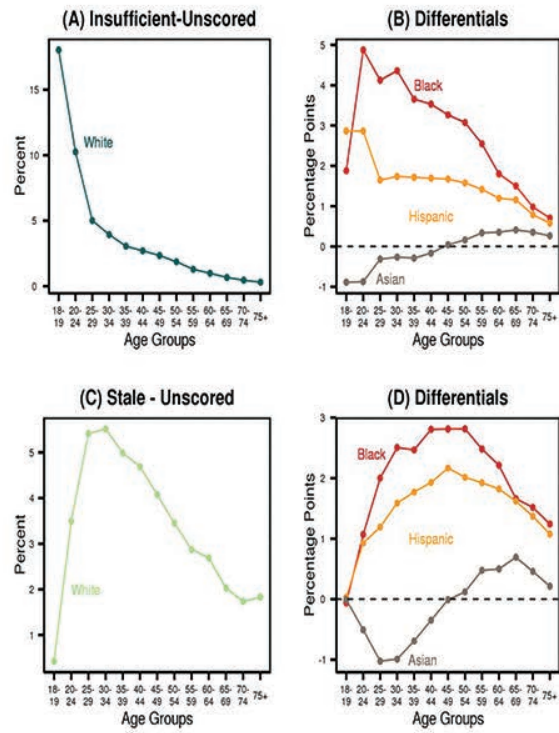 (A) Insufficient-Unscored
Percent
15
10
5
0
White
18- 20- 25- 30- 35- 40- 45- 50- 55- 60- 65- 70- 75+
19 24 29 34 39 44 49 54 59 64 69 74
Age Groups
(B) Differentials
Percentage Points
5
4
3
2
1
0
-1
Black
Hispanic
Asian
18- 20- 25- 30- 35- 40- 45- 50- 55- 60- 65- 70- 75+
19 24 29 34 39 44 49 54 59 64 69 74
Age Groups
(C) Stale - Unscored
Percent
5
4
3
2
1
White
18- 20- 25- 30- 35- 40- 45- 50- 55- 60- 65- 70- 75+
19 24 29 34 39 44 49 54 59 64 69 74
Age Groups
(D) Differentials
Percentage Points
3
2
1
0
-1
Black
Hispanic
Asian
18- 20- 25- 30- 35- 40- 45- 50- 55- 60- 65- 70- 75+
19 24 29 34 39 44 49 54 59 64 69 74
Age Groups